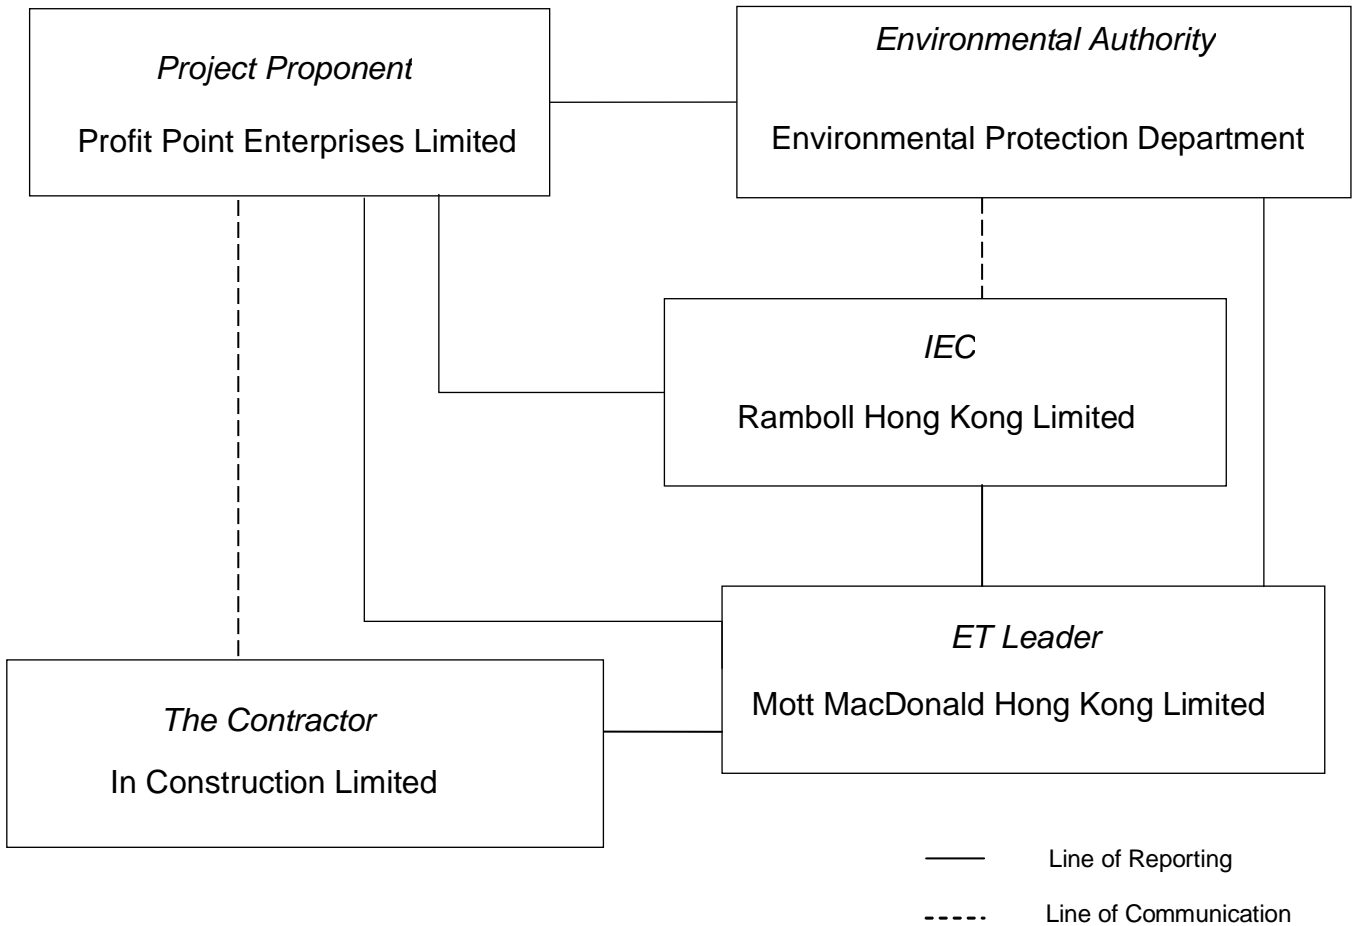 Project Proponent
Profit Point Enterprises Limited
Environmental Authority
Environmental Protection Department
IEC
Ramboll Hong Kong Limited
ET Leader
Mott MacDonald Hong Kong Limited
The Contractor
In Construction Limited
Line of Reporting
Line of Communication